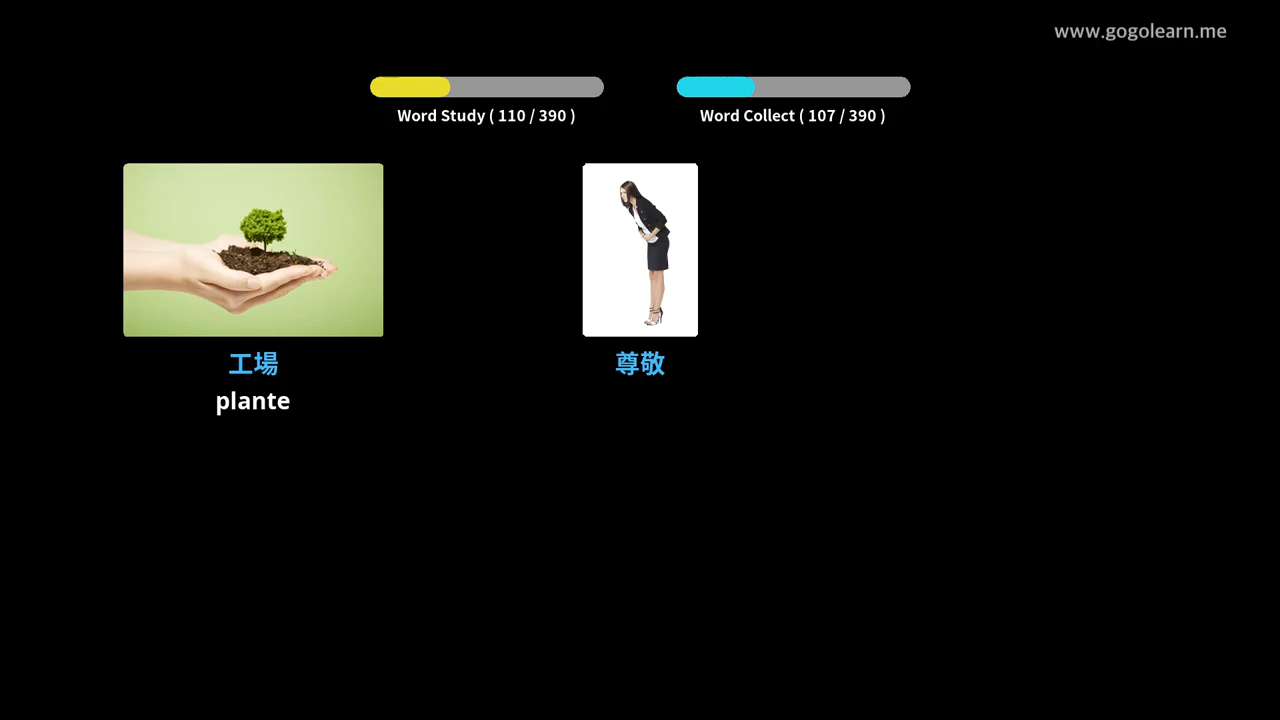 www.gogolearn.me
Word Study ( 110 / 390 )
Word Collect ( 107 / 390 )
工場
plante
尊敬